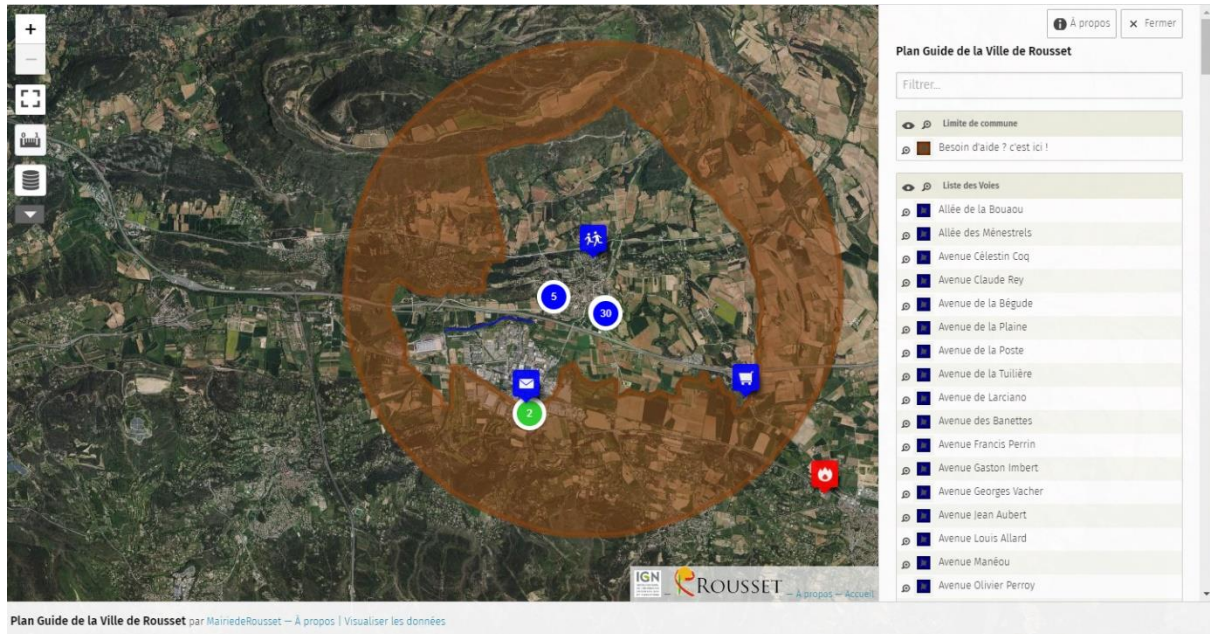 +
−
0 1
5
30
2
IGN
ROUSSET
— À propos — Accueil
À propos
× Fermer
Plan Guide de la Ville de Rousset
Filtrer...
Limite de commune
Besoin d'aide ? c'est ici !
Liste des Voies
Allée de la Bouaou
Allée des Ménestrels
Avenue Célestin Coq
Avenue Claude Rey
Avenue de la Bégude
Avenue de la Plaine
Avenue de la Poste
Avenue de la Tuilière
Avenue de Larciano
Avenue des Banettes
Avenue Francis Perrin
Avenue Gaston Imbert
Avenue Georges Vacher
Avenue Jean Aubert
Avenue Louis Allard
Avenue Manéou
Avenue Olivier Perroy
Plan Guide de la Ville de Rousset par MairiedeRousset — À propos | Visualiser les données